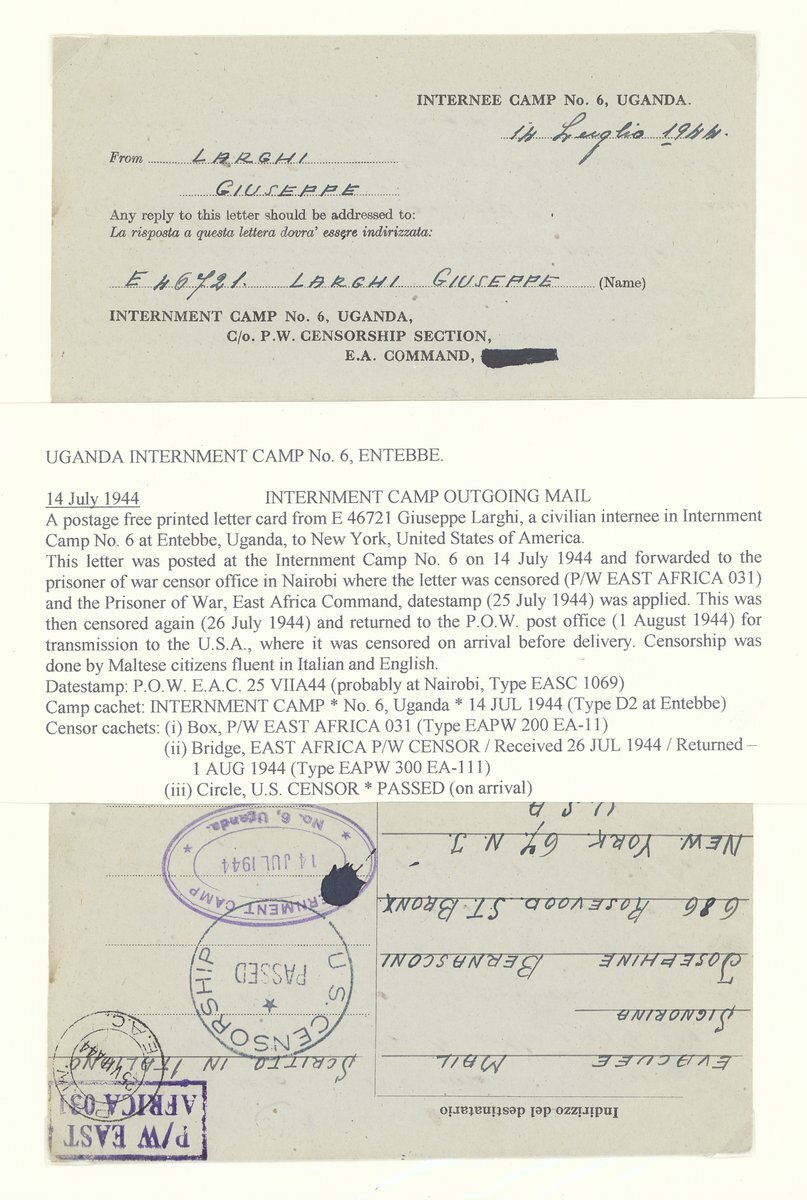 INTERNEE CAMP No. 6, UGANDA.
14 Luglio 1944.
From LARGHI
GIUSEPPE
Any reply to this letter should be addressed to:
La risposta a questa lettera dovra' essere indirizzata:
E 46721. LARGHI GIUSEPPE (Name)
INTERNMENT CAMP No. 6, UGANDA,
C/o. P.W. CENSORSHIP SECTION,
E.A. COMMAND,
UGANDA INTERNMENT CAMP No. 6, ENTEBBE.
14 July 1944 INTERNMENT CAMP OUTGOING MAIL
A postage free printed letter card from E 46721 Giuseppe Larghi, a civilian internee in Internment
Camp No. 6 at Entebbe, Uganda, to New York, United States of America.
This letter was posted at the Internment Camp No. 6 on 14 July 1944 and forwarded to the
prisoner of war censor office in Nairobi where the letter was censored (P/W EAST AFRICA 031)
and the Prisoner of War, East Africa Command, datestamp (25 July 1944) was applied. This was
then censored again (26 July 1944) and returned to the P.O.W. post office (1 August 1944) for
transmission to the U.S.A., where it was censored on arrival before delivery. Censorship was
done by Maltese citizens fluent in Italian and English.
Datestamp: P.O.W. E.A.C. 25 VIIA44 (probably at Nairobi, Type EASC 1069)
Camp cachet: INTERNMENT CAMP * No. 6, Uganda * 14 JUL 1944 (Type D2 at Entebbe)
Censor cachets: (i) Box, P/W EAST AFRICA 031 (Type EAPW 200 EA-11)
(ii) Bridge, EAST AFRICA P/W CENSOR / Received 26 JUL 1944 / Returned –
1 AUG 1944 (Type EAPW 300 EA-111)
(iii) Circle, U.S. CENSOR * PASSED (on arrival)
P/W EAST
AFRICA 031
E.A.C.
25 VIIA44
Indirizzo del destinatario
EVACUEE MAIL
SCRITTO IN ITALIANO
SIGNORINA
JOSEPHINE BERNASCONI
686 ROSEWOOD ST. BRONX
NEW YORK 67 N. J.
U S A
U.S. CENSORSHIP
PASSED
ERNMENT CAMP
14 JUL 1944
No. 6, Uganda.